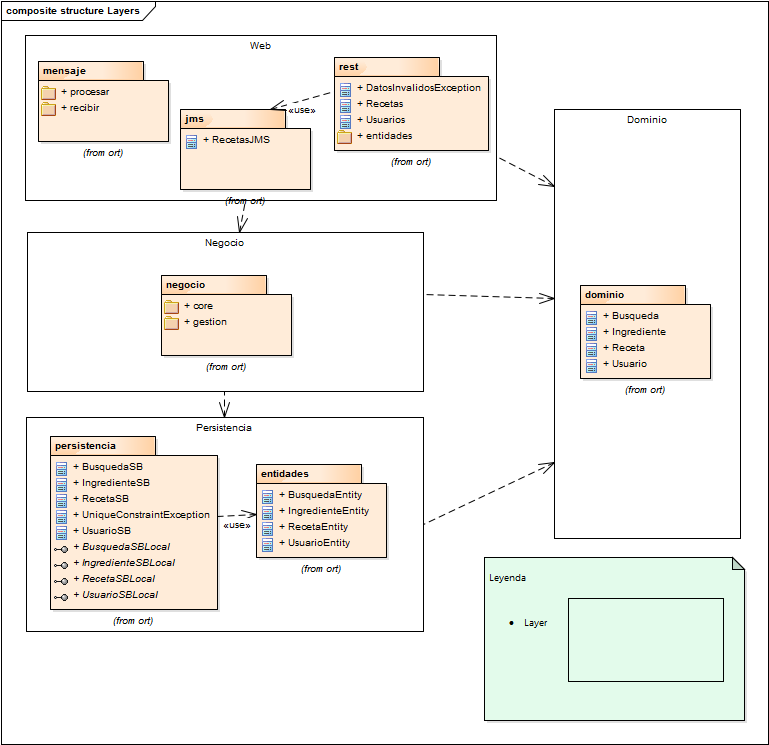 composite structure Layers
Web
mensaje
+ procesar
+ recibir
(from ort)
jms
+ RecetasJMS
(from ort)
«use»
rest
+ DatosInvalidosException
+ Recetas
+ Usuarios
+ entidades
(from ort)
Negocio
negocio
+ core
+ gestion
(from ort)
Persistencia
persistencia
+ BusquedaSB
+ IngredienteSB
+ RecetaSB
+ UniqueConstraintException
+ UsuarioSB
+ BusquedaSBLocal
+ IngredienteSBLocal
+ RecetaSBLocal
+ UsuarioSBLocal
(from ort)
«use»
entidades
+ BusquedaEntity
+ IngredienteEntity
+ RecetaEntity
+ UsuarioEntity
(from ort)
Dominio
dominio
+ Busqueda
+ Ingrediente
+ Receta
+ Usuario
(from ort)
Leyenda
• Layer